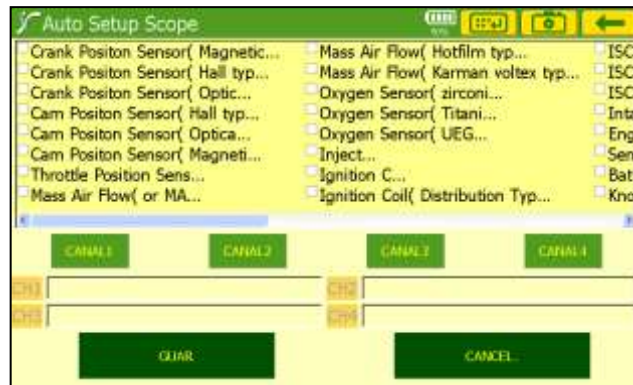 Auto Setup Scope
Crank Positon Sensor( Magnetic...
Crank Positon Sensor( Hall typ...
Crank Positon Sensor( Optic...
Cam Positon Sensor( Hall typ...
Cam Positon Sensor( Optica...
Cam Positon Sensor( Magneti...
Throttle Position Sens...
Mass Air Flow( or MA...
Mass Air Flow( Hotfilm typ...
Mass Air Flow( Karman voltex typ...
Oxygen Sensor( zirconi...
Oxygen Sensor( Titani...
Oxygen Sensor( UEG...
Inject...
Ignition C...
Ignition Coil( Distribution Typ...
ISC
ISC
ISC
Inta
Eng
Sen
Bat
Kno
CANAL1 CANAL2 CANAL3 CANAL4
CH1 CH2
CH3 CH4
GUAR CANCEL.